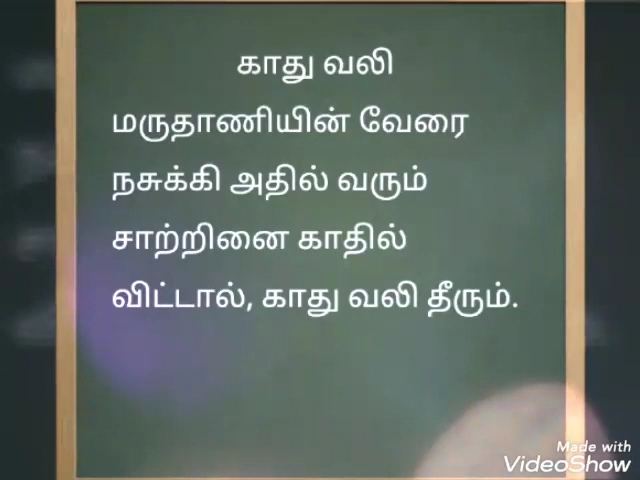 காது வலி
மருதாணியின் வேரை
நசுக்கி அதில் வரும்
சாற்றினை காதில்
விட்டால், காது வலி தீரும்.
Made with
VideoShow